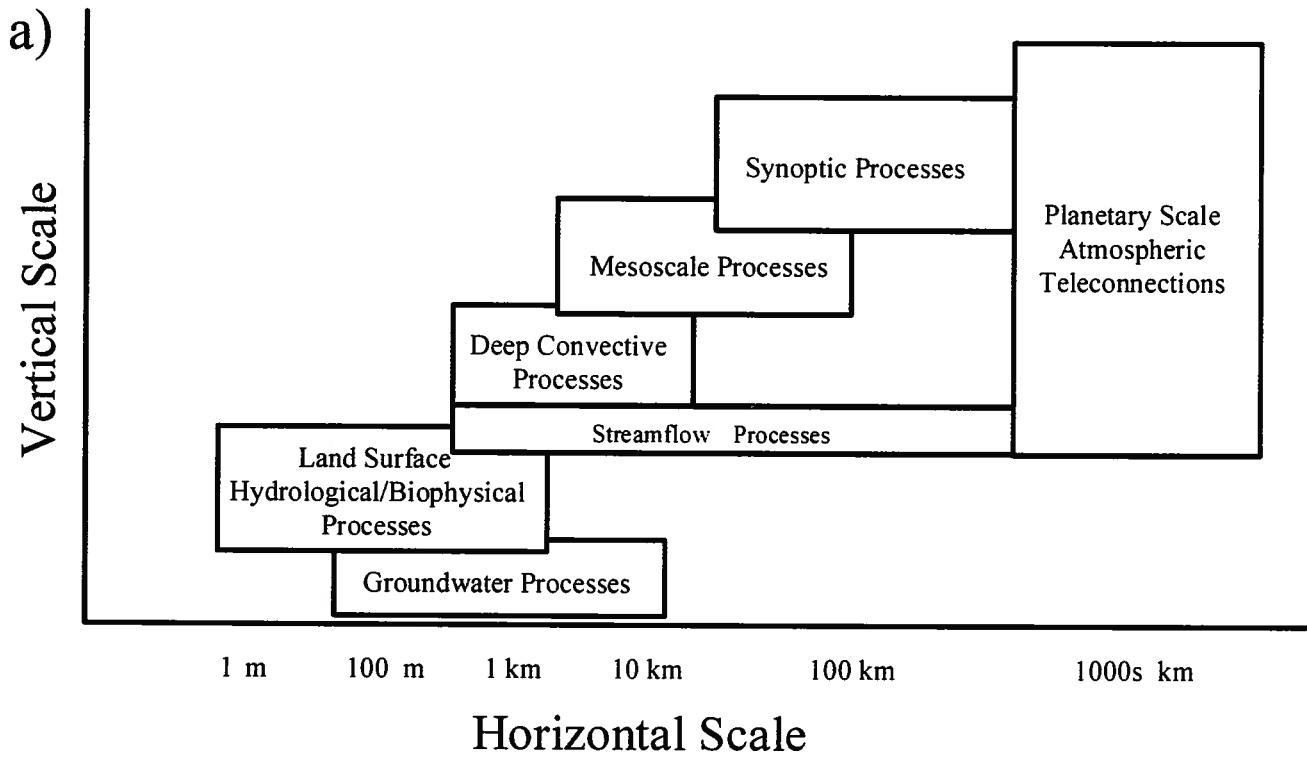 a)
Vertical Scale
Synoptic Processes
Planetary Scale
Atmospheric
Teleconnections
Mesoscale Processes
Deep Convective
Processes
Streamflow Processes
Land Surface
Hydrological/Biophysical
Processes
Groundwater Processes
1 m 100 m 1 km 10 km 100 km 1000s km
Horizontal Scale